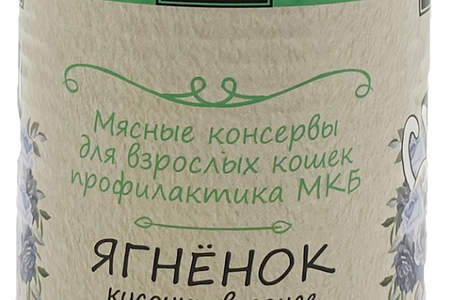 Мясные консервы
для взрослых кошек
профилактика МКБ
ЯГНЁНОК